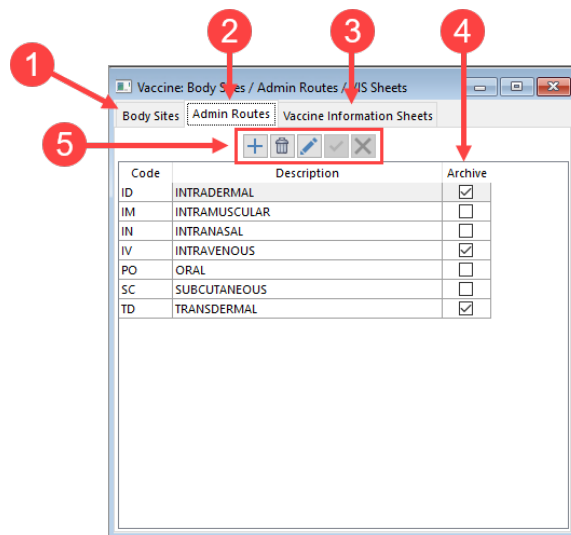 2
3
4
1
Vaccine: Body Sites / Admin Routes / VIS Sheets
Body Sites Admin Routes Vaccine Information Sheets
5
Code Description Archive
ID INTRADERMAL
IM INTRAMUSCULAR
IN INTRANASAL
IV INTRAVENOUS
PO ORAL
SC SUBCUTANEOUS
TD TRANSDERMAL